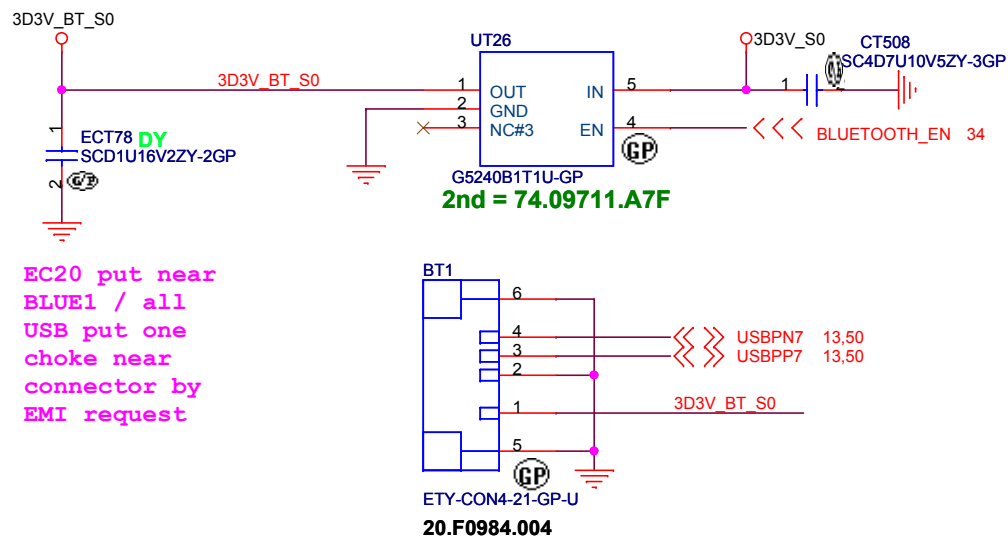 3D3V_BT_S0
3D3V_BT_S0
1
2
ECT78 DY
SCD1U16V2ZY-2GP
UT26
1 OUT
2 GND
3 NC#3
IN 5
EN 4
GP
G5240B1T1U-GP
2nd = 74.09711.A7F
3D3V_S0
CT508
SC4D7U10V5ZY-3GP
1
BLUETOOTH_EN 34
EC20 put near
BLUE1 / all
USB put one
choke near
connector by
EMI request
BT1
6
4
3
2
1
5
USBPN7 13,50
USBPP7 13,50
3D3V_BT_S0
GP
ETY-CON4-21-GP-U
20.F0984.004